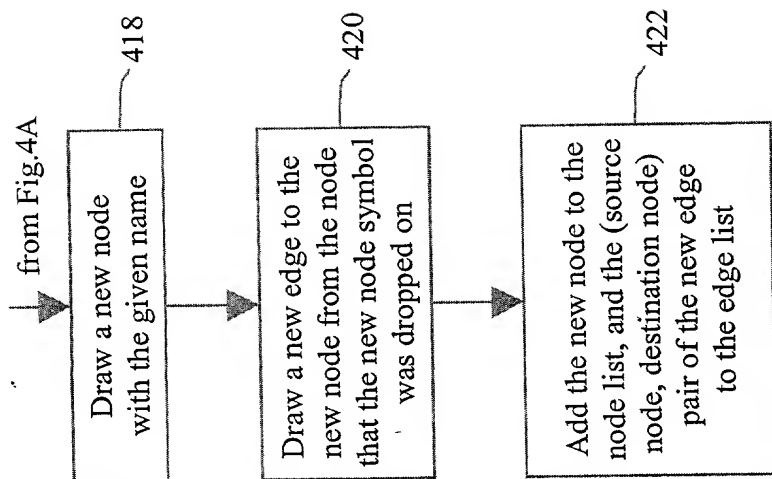 from Fig.4A
Draw a new node
with the given name
418
Draw a new edge to the
new node from the node
that the new node symbol
was dropped on
420
Add the new node to the
node list, and the (source
node, destination node)
pair of the new edge
to the edge list
422